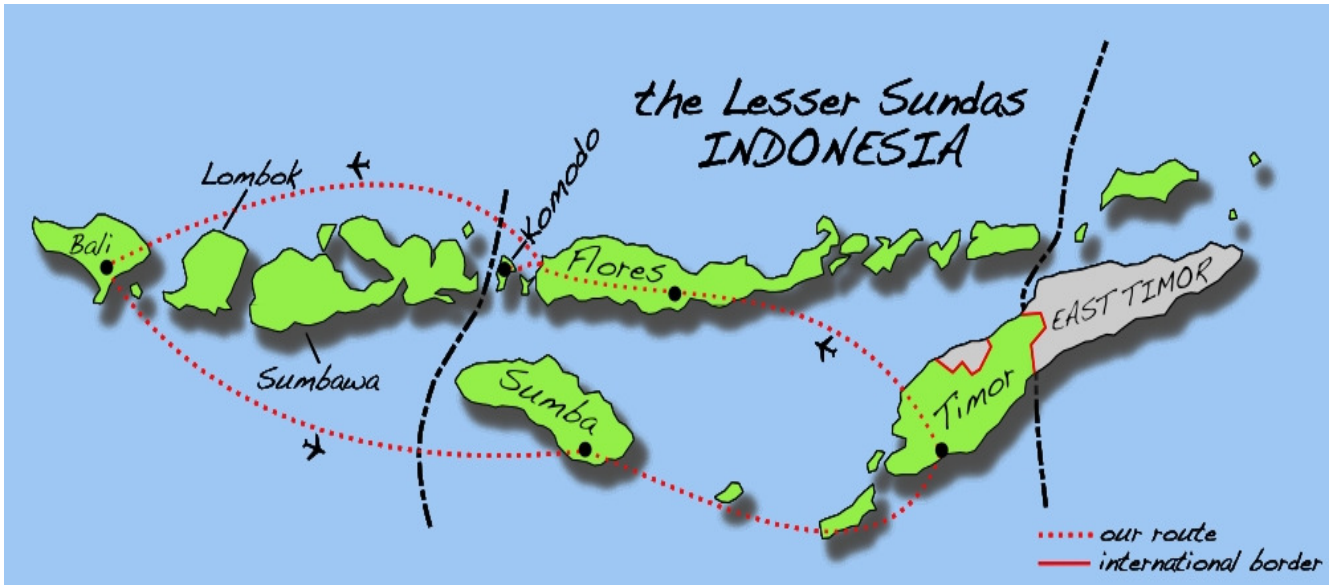 the Lesser Sundas
INDONESIA
Lombok
Komodo
Bali
Flores
EAST TIMOR
Sumbawa
Sumba
Timor
our route
international border